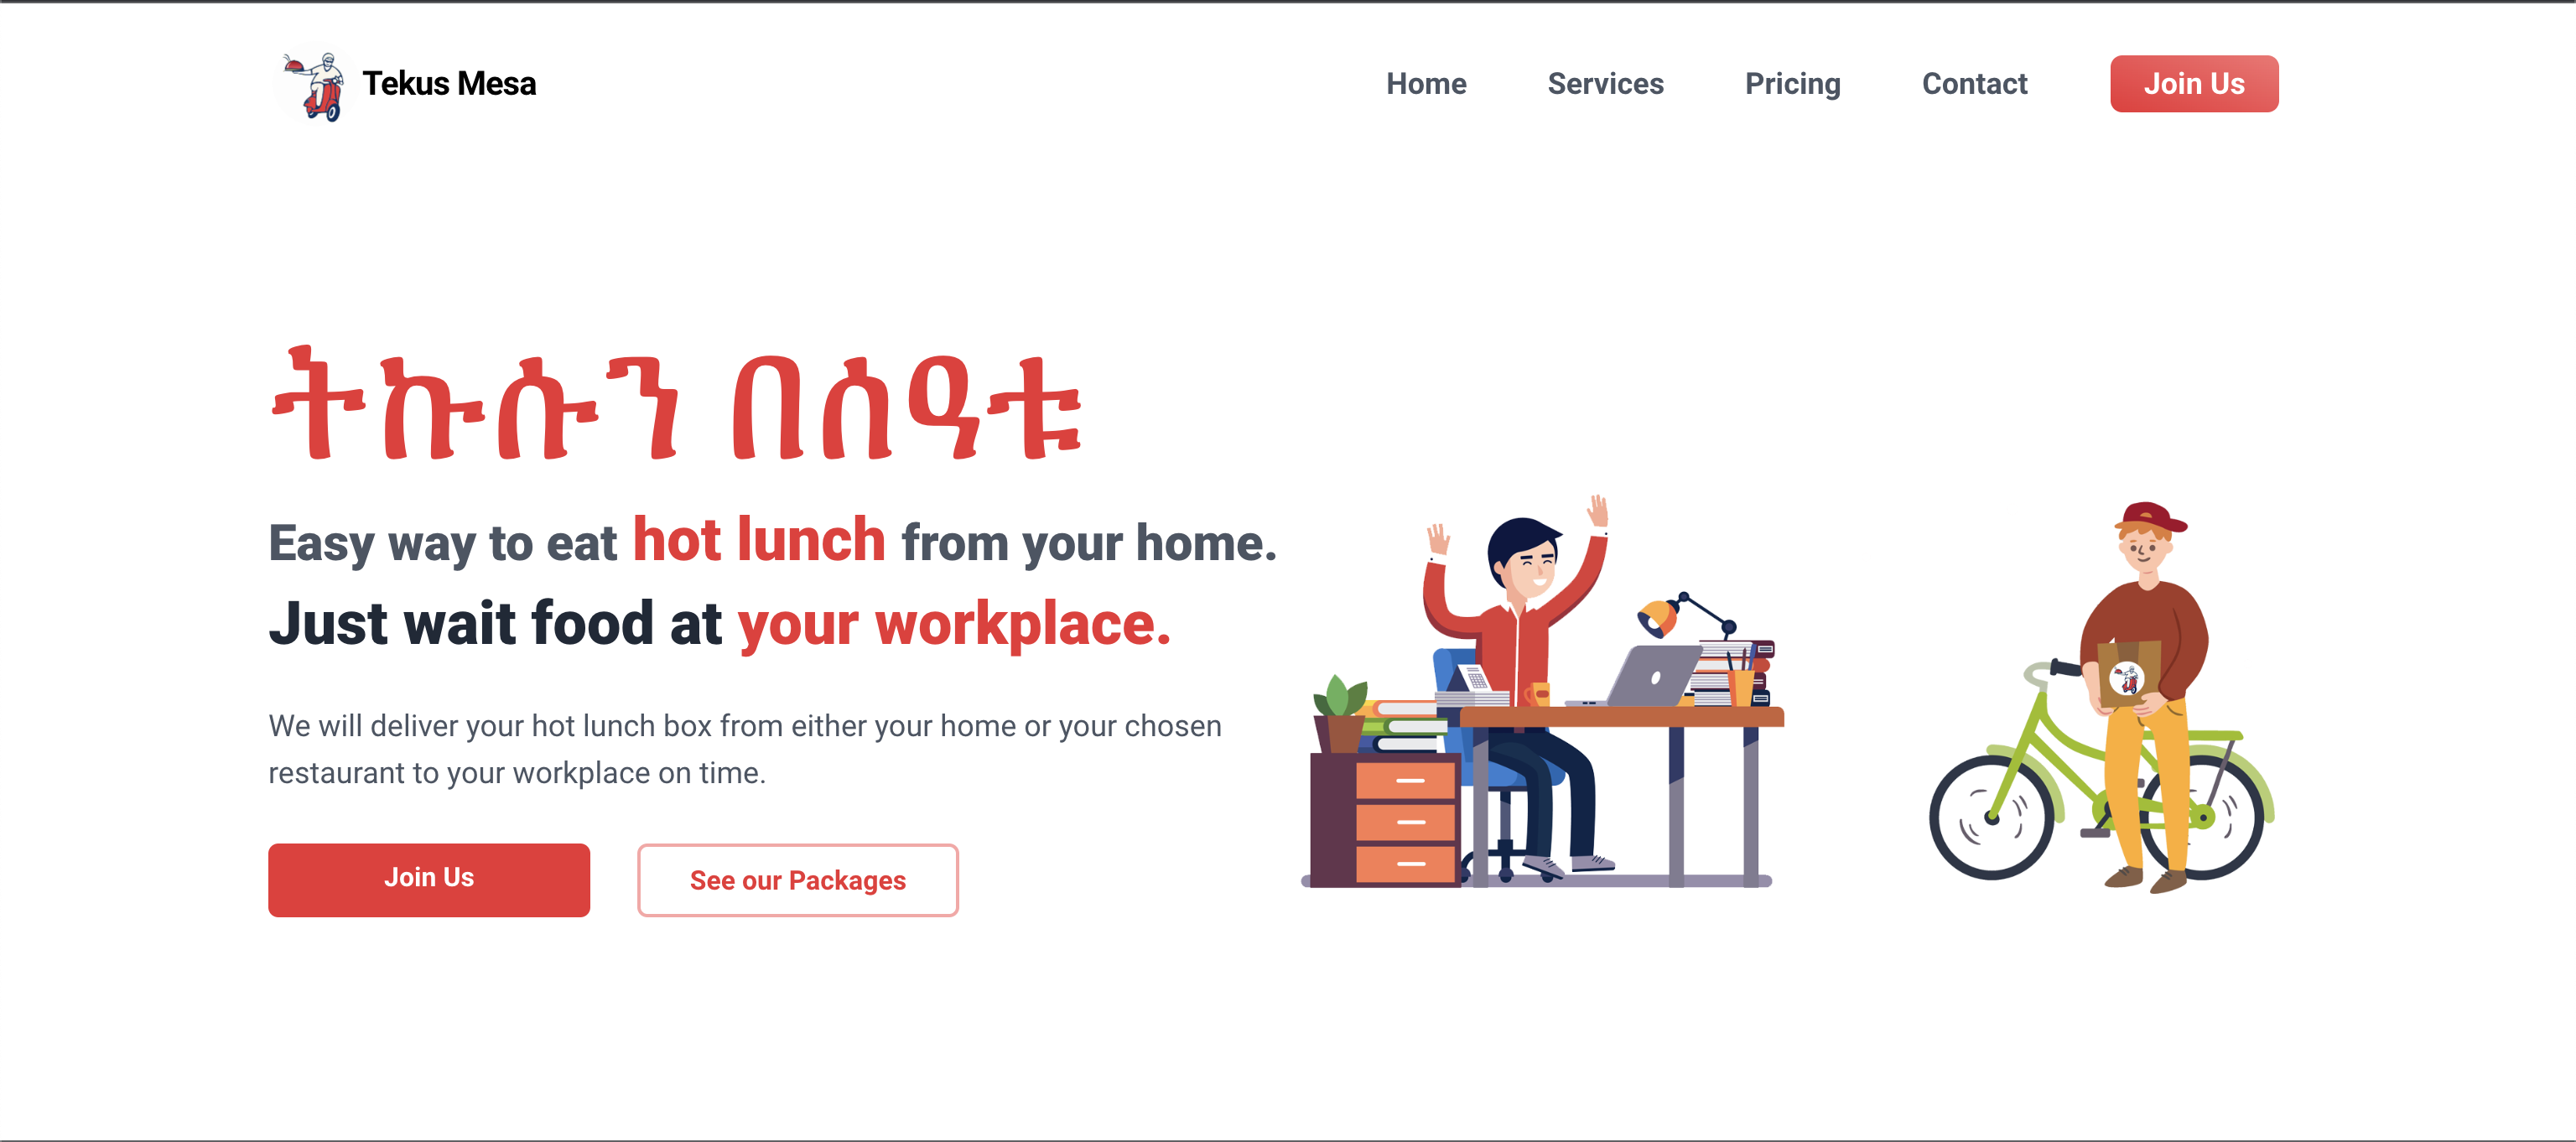 Tekus Mesa
Home Services Pricing Contact Join Us
ትኩሱን በሰዓቱ
Easy way to eat hot lunch from your home.
Just wait food at your workplace.
We will deliver your hot lunch box from either your home or your chosen
restaurant to your workplace on time.
Join Us See our Packages